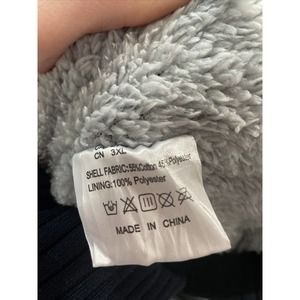 CN 3XL
SHELL FABRIC:55%Cotton 45%Polyester
LINING:100% Polyester
MADE IN CHINA